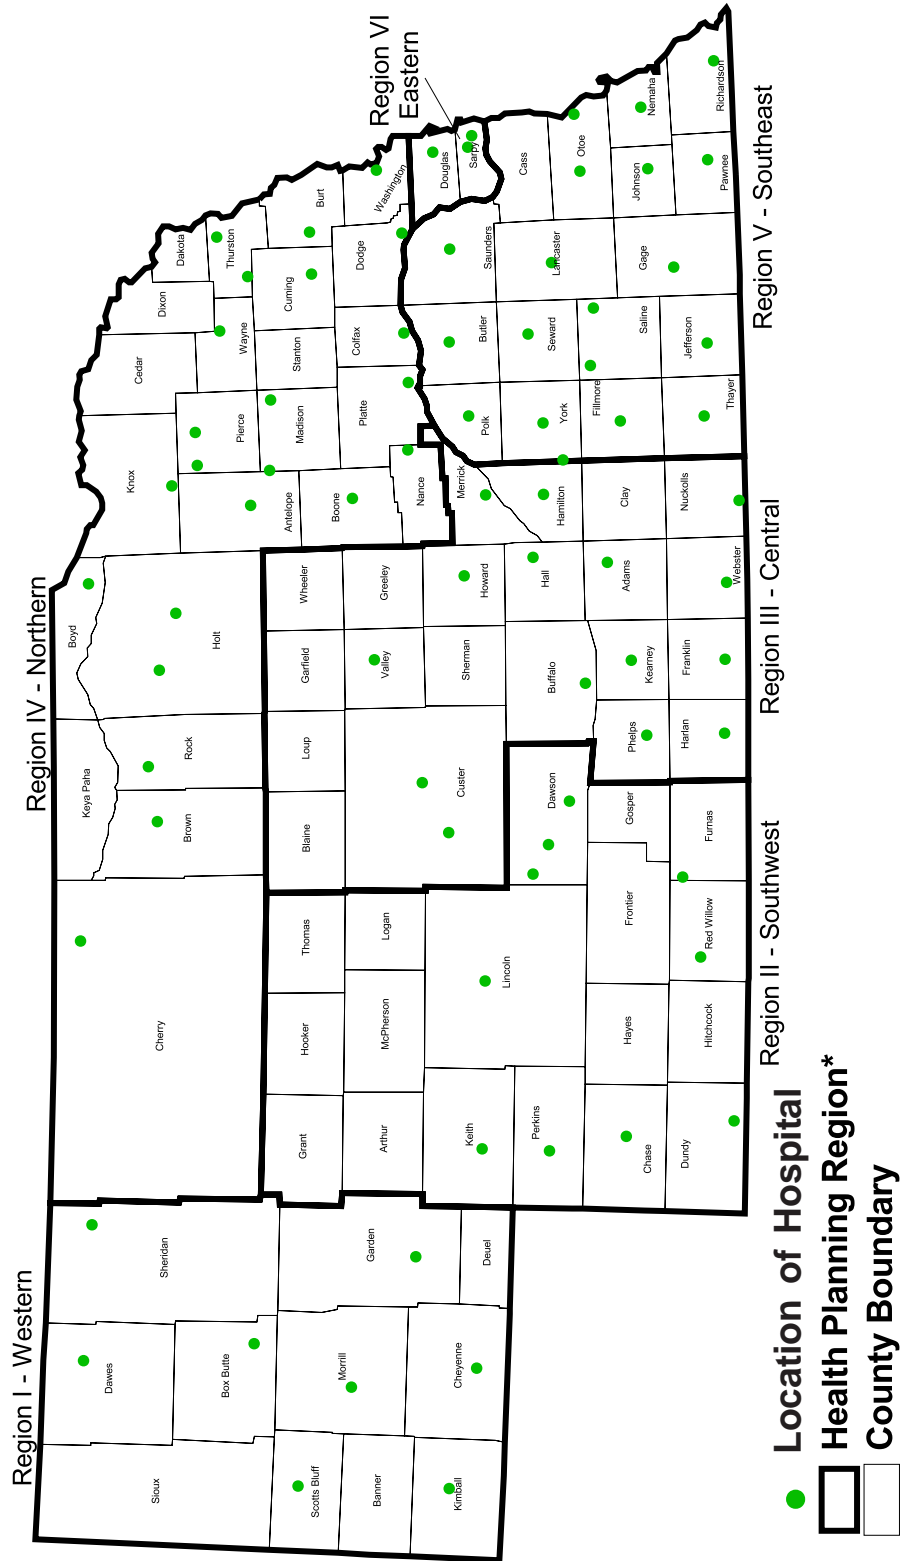 Region I - Western
Region IV - Northern
Region VI
Eastern
Sioux
Dawes
Sheridan
Box Butte
Scotts Bluff
Banner
Kimball
Morrill
Cheyenne
Garden
Deuel
Cherry
Keya Paha
Boyd
Brown
Rock
Holt
Knox
Cedar
Dixon
Dakota
Antelope
Pierce
Wayne
Thurston
Boone
Madison
Stanton
Cuming
Burt
Nance
Platte
Colfax
Dodge
Washington
Grant
Hooker
Thomas
Blaine
Loup
Garfield
Wheeler
Arthur
McPherson
Logan
Custer
Valley
Greeley
Sherman
Howard
Merrick
Polk
Butler
Saunders
Douglas
Sarpy
Keith
Lincoln
Perkins
Dawson
Buffalo
Hall
Hamilton
York
Seward
Lancaster
Cass
Otoe
Chase
Hayes
Frontier
Gosper
Phelps
Kearney
Adams
Clay
Fillmore
Saline
Gage
Johnson
Nemaha
Dundy
Hitchcock
Red Willow
Furnas
Harlan
Franklin
Webster
Nuckolls
Thayer
Jefferson
Pawnee
Richardson
Region II - Southwest
Region III - Central
Region V - Southeast
Location of Hospital
Health Planning Region*
County Boundary